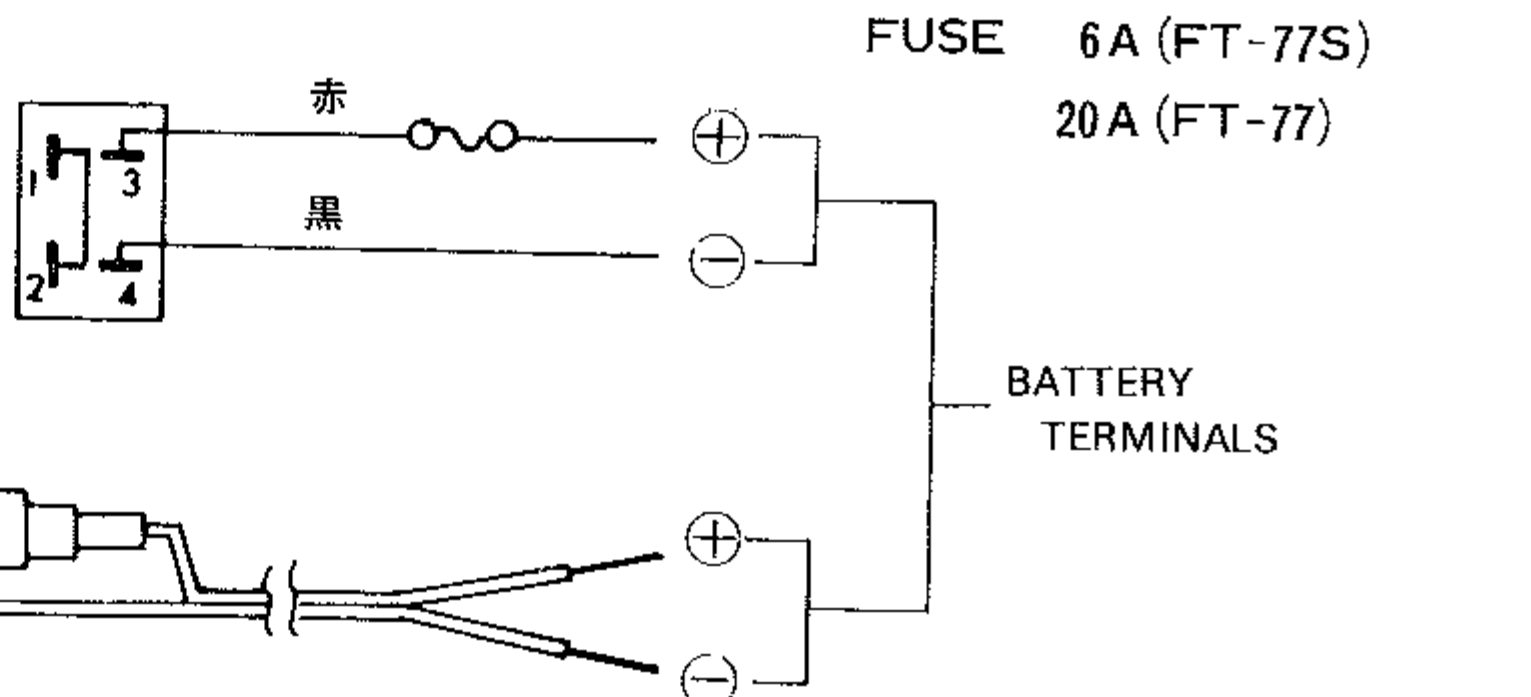 FUSE 6A (FT-77S)
20A (FT-77)
赤
1
3
黒
2
4
BATTERY
TERMINALS